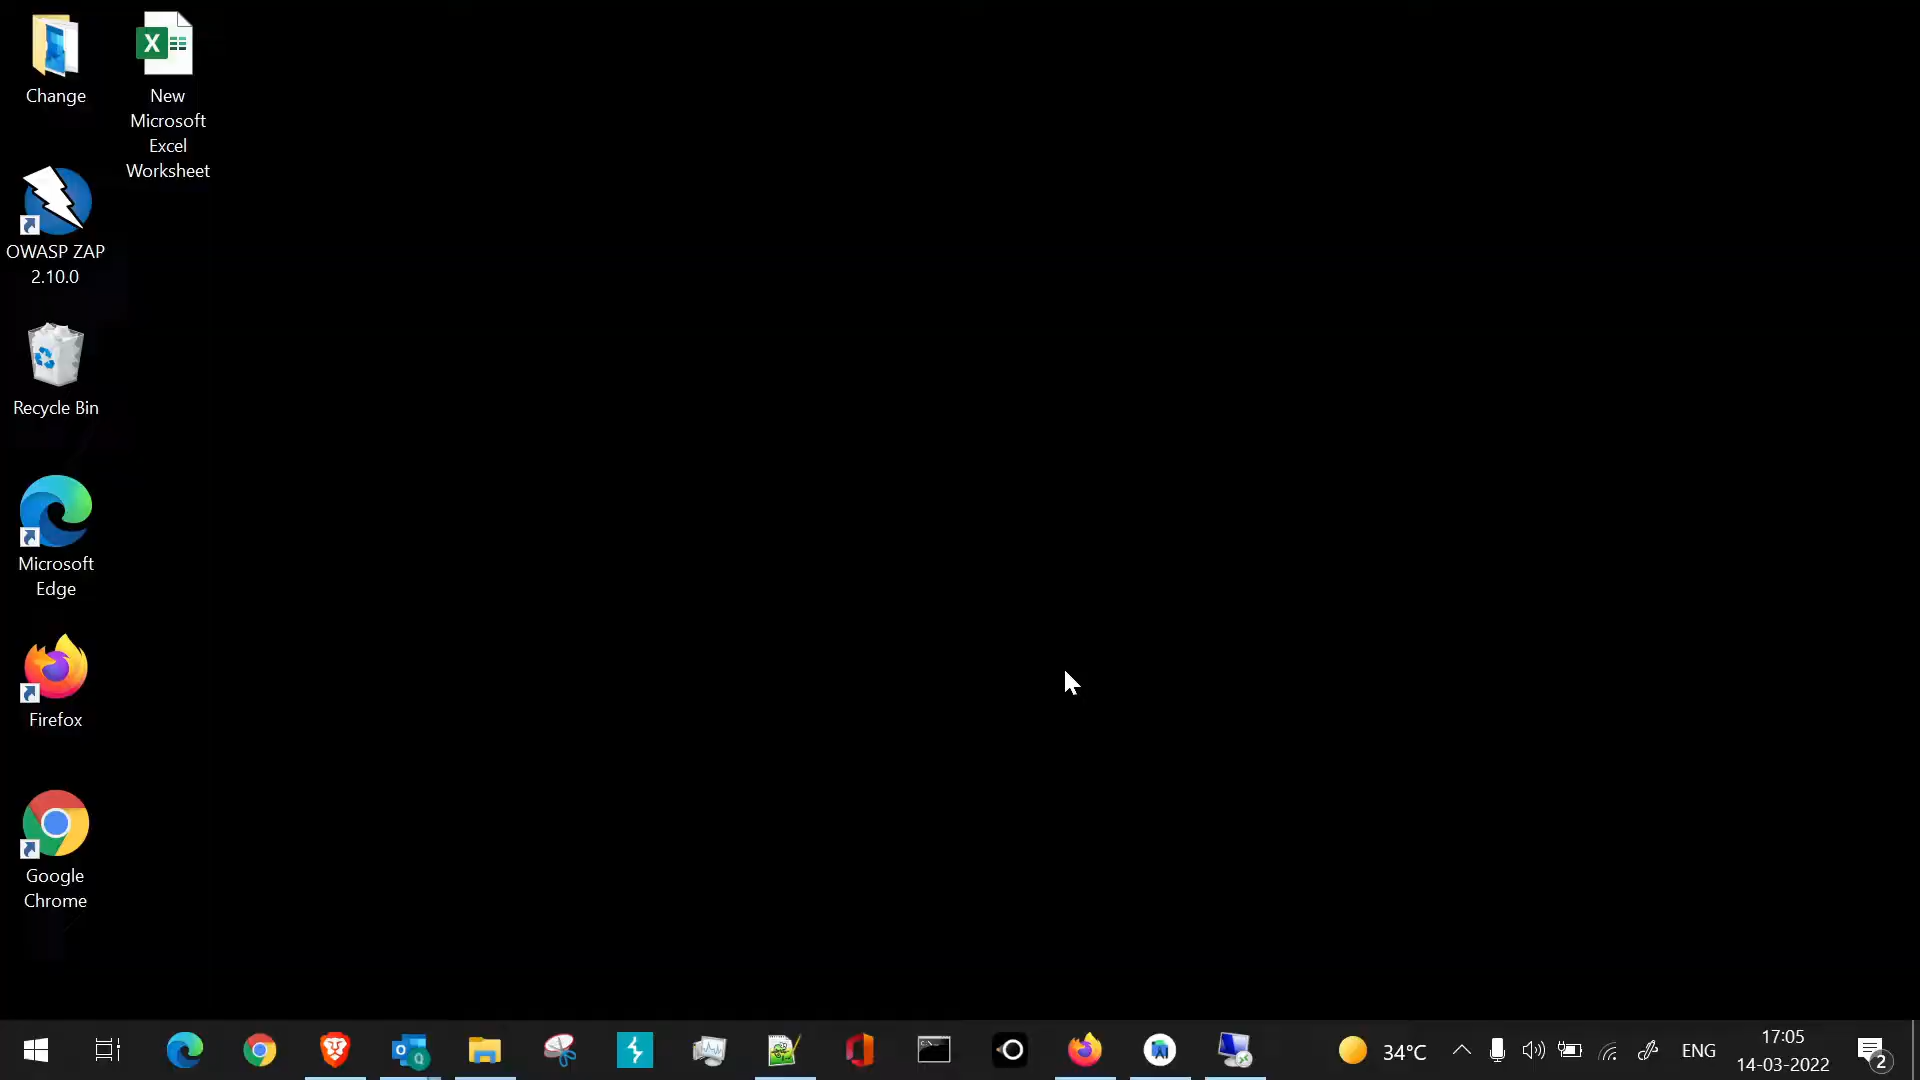 Change
New
Microsoft
Excel
Worksheet
OWASP ZAP
2.10.0
Recycle Bin
Microsoft
Edge
Firefox
Google
Chrome
34°C
ENG
17:05
14-03-2022
2